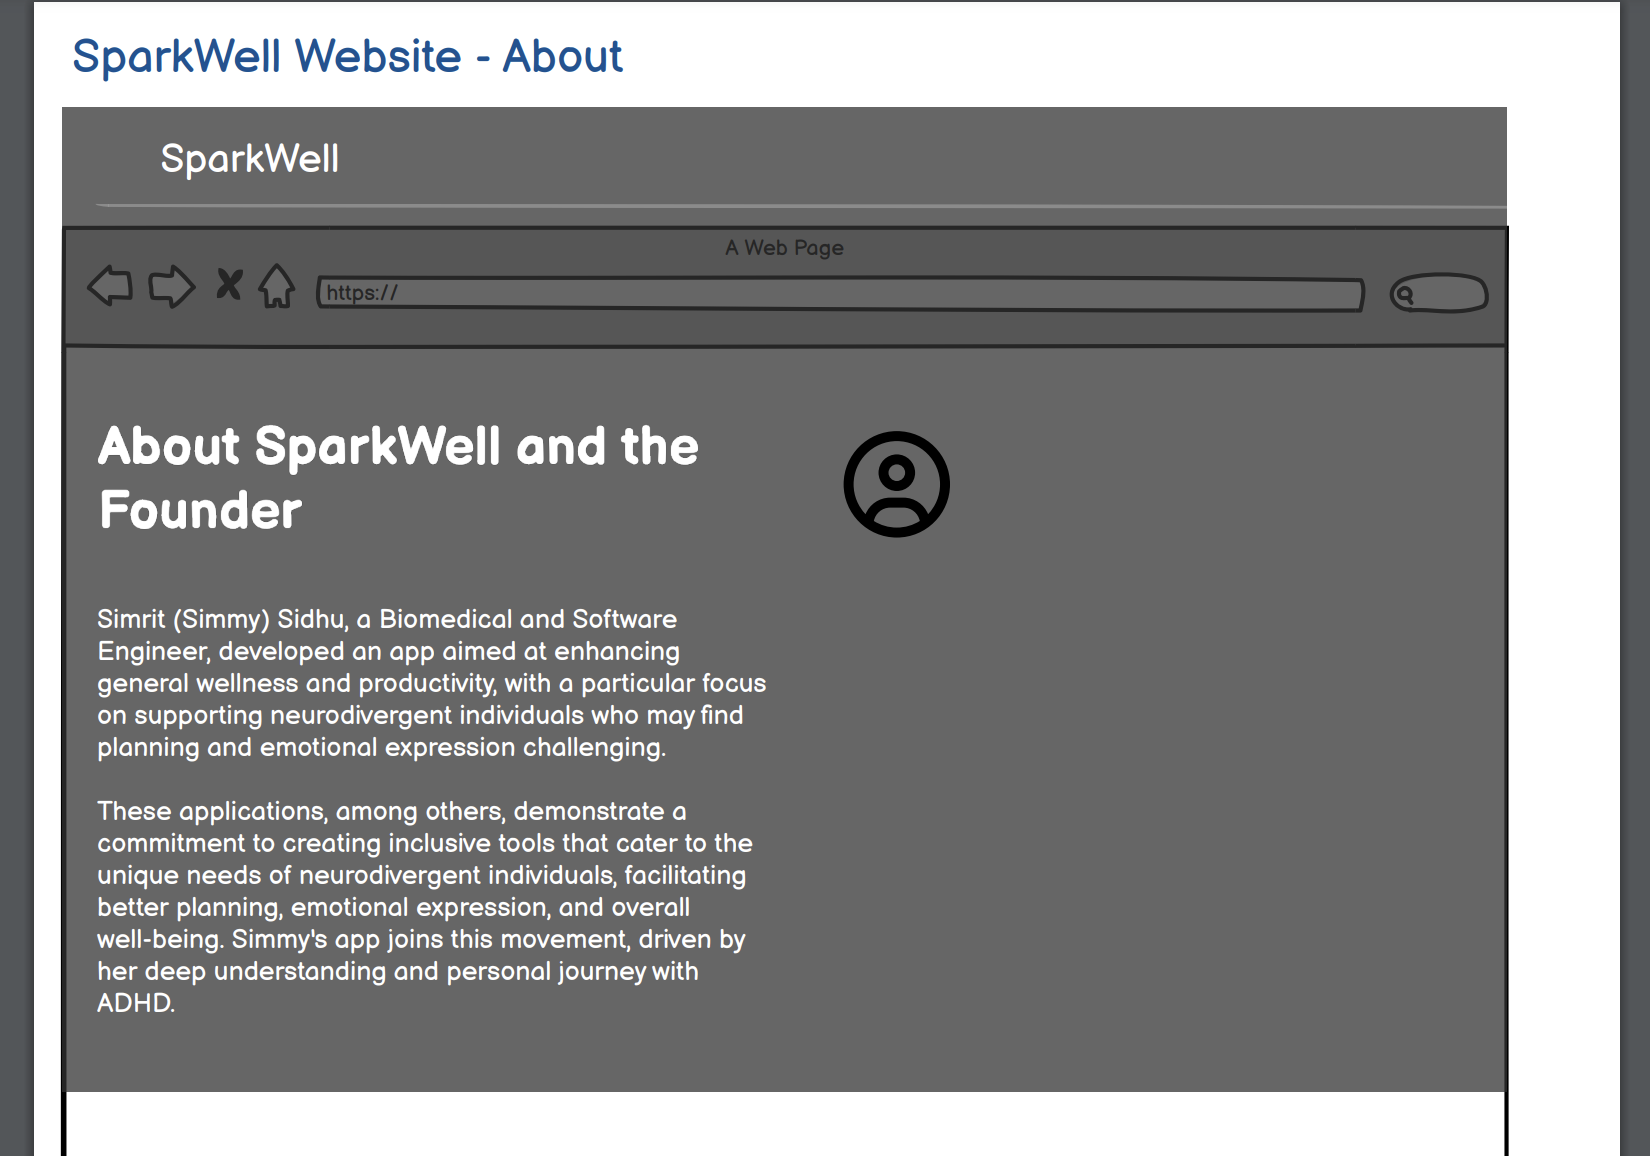 SparkWell Website - About
SparkWell
A Web Page
https://
About SparkWell and the
Founder
Simrit (Simmy) Sidhu, a Biomedical and Software
Engineer, developed an app aimed at enhancing
general wellness and productivity, with a particular focus
on supporting neurodivergent individuals who may find
planning and emotional expression challenging.
These applications, among others, demonstrate a
commitment to creating inclusive tools that cater to the
unique needs of neurodivergent individuals, facilitating
better planning, emotional expression, and overall
well-being. Simmy's app joins this movement, driven by
her deep understanding and personal journey with
ADHD.